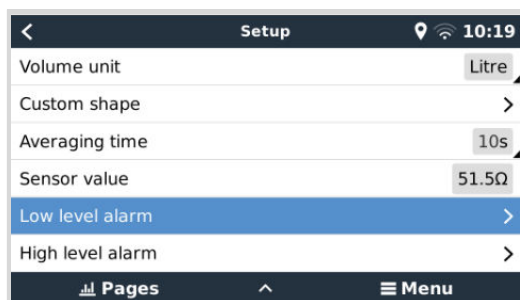 Setup 10:19
Volume unit Litre
Custom shape
Averaging time 10s
Sensor value 51.5Ω
Low level alarm
High level alarm
Pages Menu